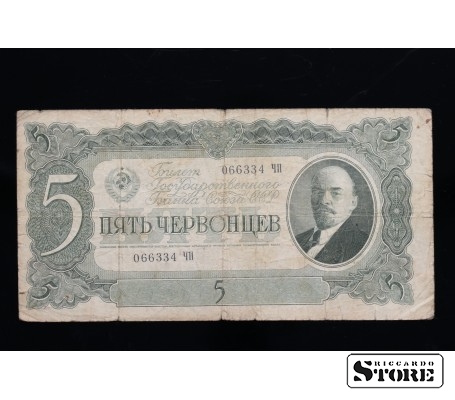 Билет
066334 ЧП
Государственного
Банка Союза ССР
5
ПЯТЬ ЧЕРВОНЦЕВ
066334 ЧП
5
RICCARDO
STORE